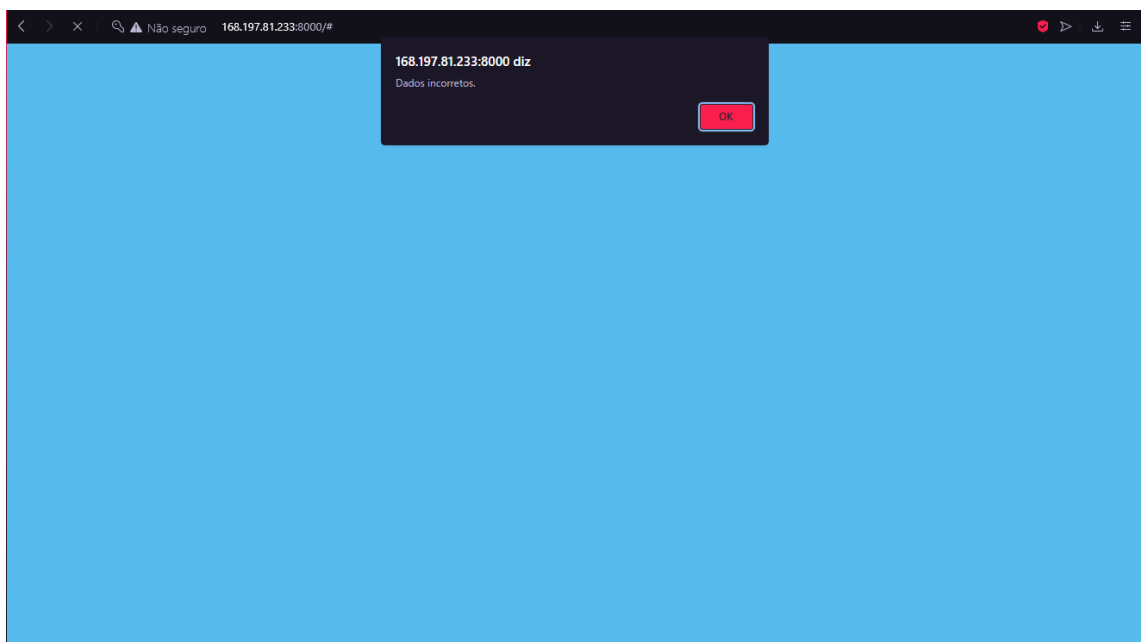 Não seguro 168.197.81.233:8000/#
168.197.81.233:8000 diz
Dados incorretos.
OK